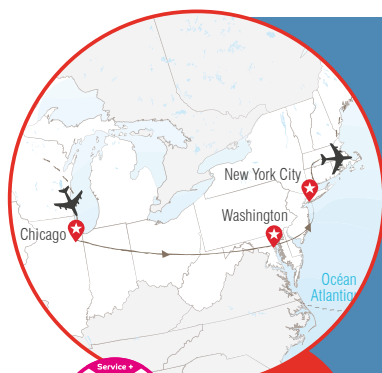 New York City
Washington
Chicago
Océan
Atlantiq
Service +